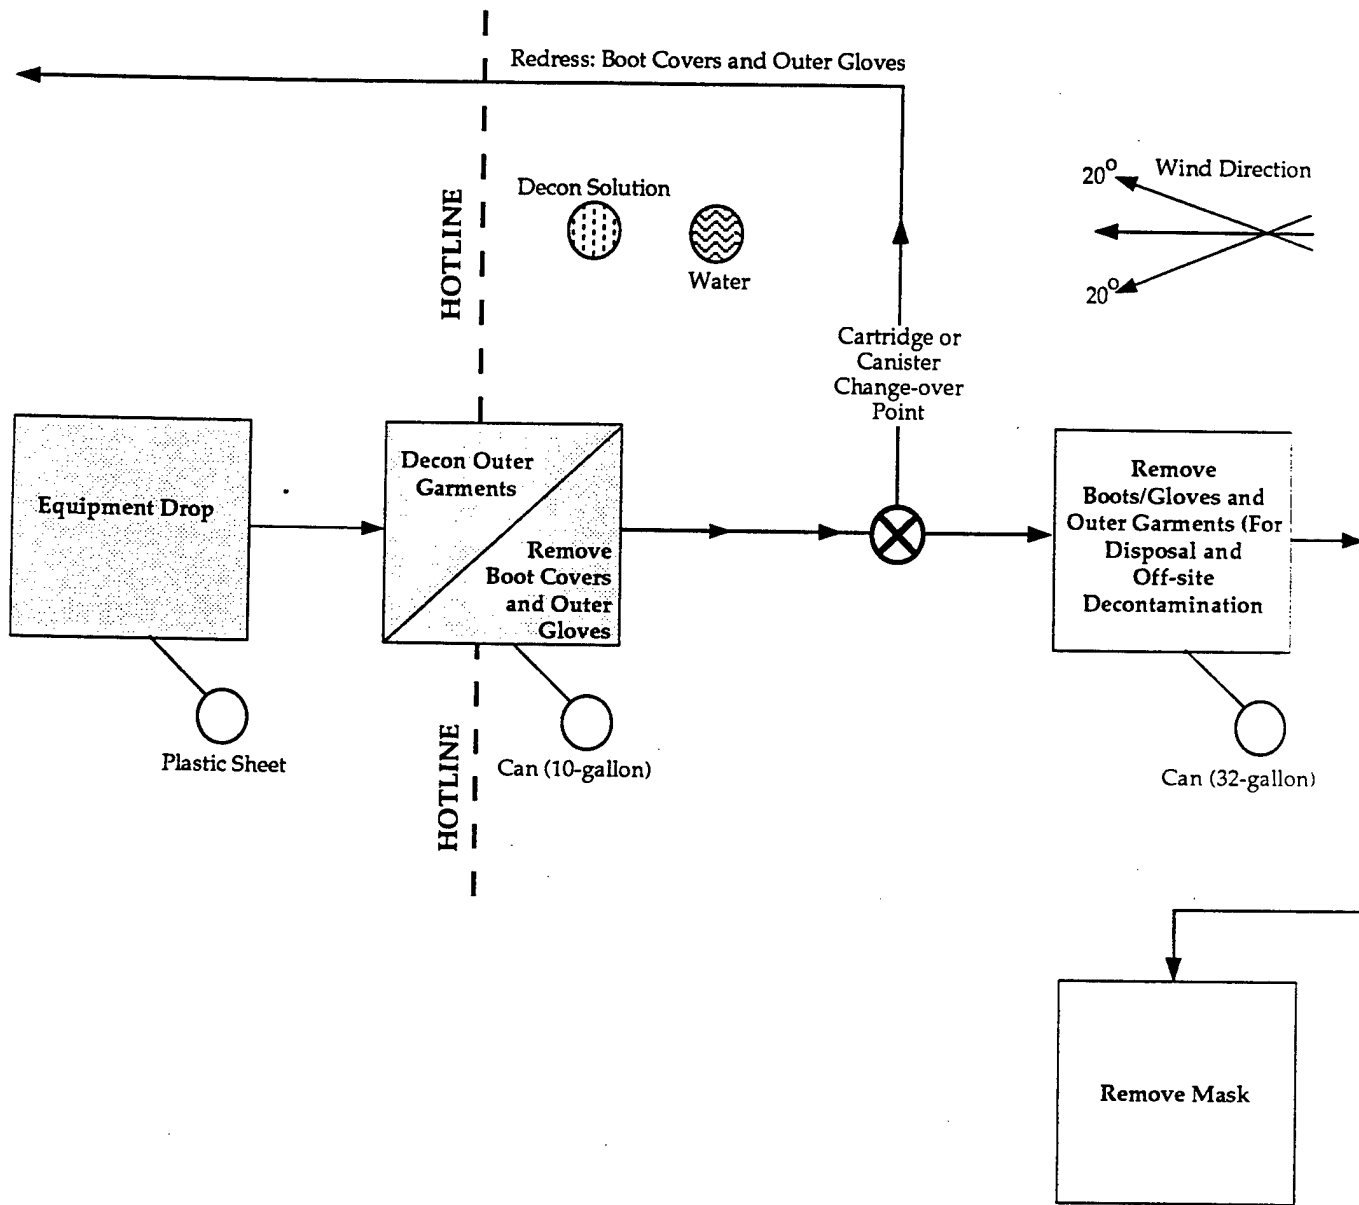 Redress: Boot Covers and Outer Gloves
HOTLINE
Decon Solution
Water
20°
Wind Direction
20°
Cartridge or
Canister
Change-over
Point
Equipment Drop
Decon Outer
Garments
Remove
Boot Covers
and Outer
Gloves
Remove
Boots/Gloves and
Outer Garments (For
Disposal and
Off-site
Decontamination
Plastic Sheet
HOTLINE
Can (10-gallon)
Can (32-gallon)
Remove Mask